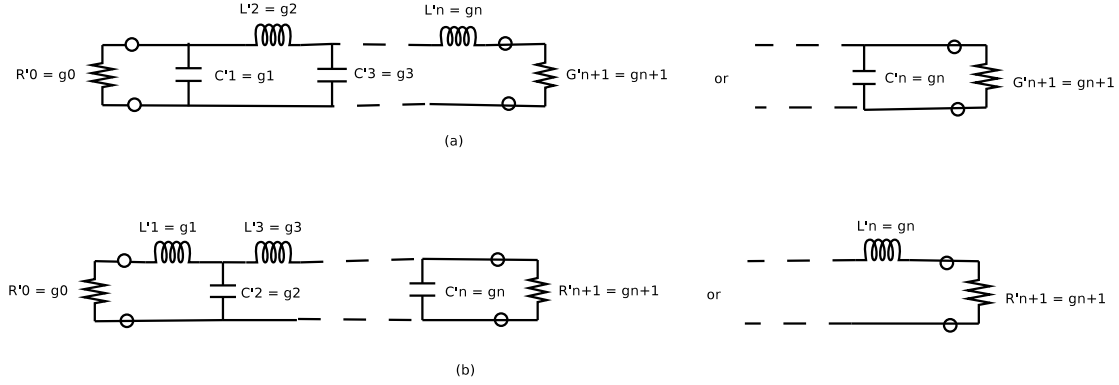 L'2 = g2
L'n = gn
R'0 = g0
C'1 = g1
C'3 = g3
G'n+1 = gn+1
or
C'n = gn
G'n+1 = gn+1
(a)
L'1 = g1
L'3 = g3
L'n = gn
R'0 = g0
C'2 = g2
C'n = gn
R'n+1 = gn+1
or
R'n+1 = gn+1
(b)